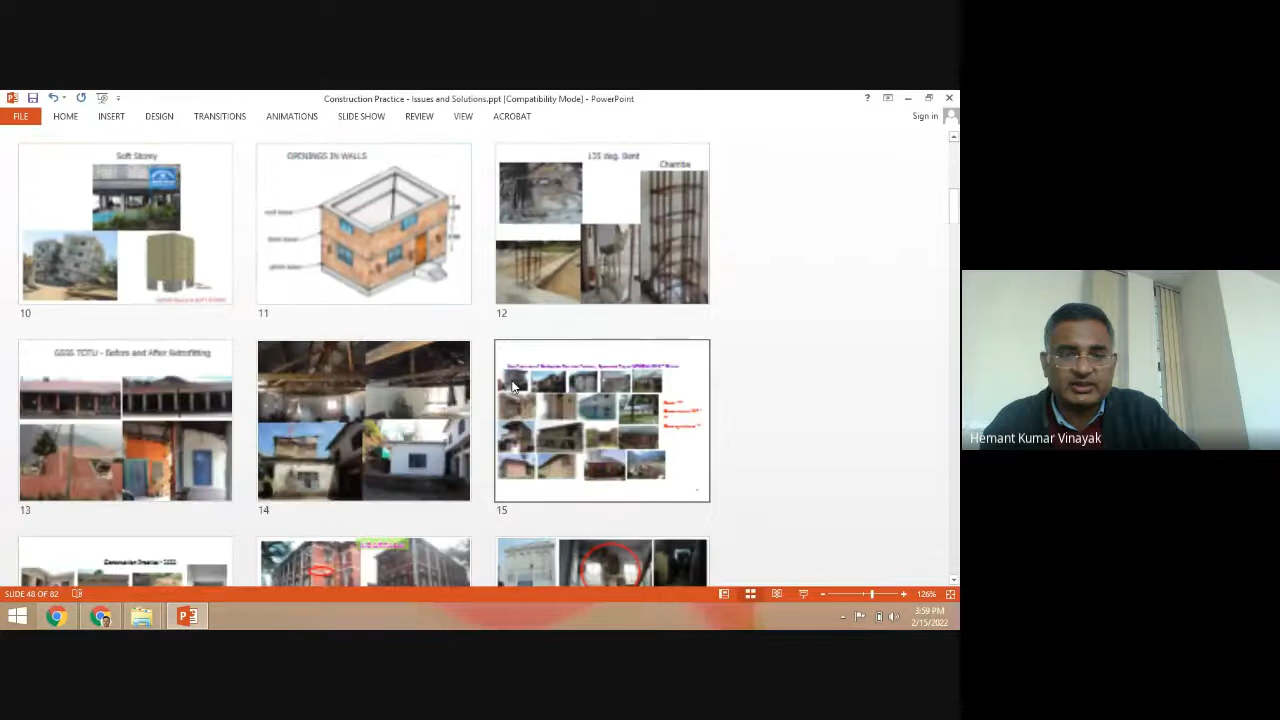 Construction Practice - Issues and Solutions.ppt [Compatibility Mode] - PowerPoint
Sign in
FILE HOME INSERT DESIGN TRANSITIONS ANIMATIONS SLIDE SHOW REVIEW VIEW ACROBAT
Soft Storey
OPENINGS IN WALLS
135 deg. Bent
Chamba
10
11
12
GSSS TOTU - Before and After Retrofitting
13
14
15
Hemant Kumar Vinayak
SLIDE 48 OF 82
126%
3:59 PM
2/15/2022